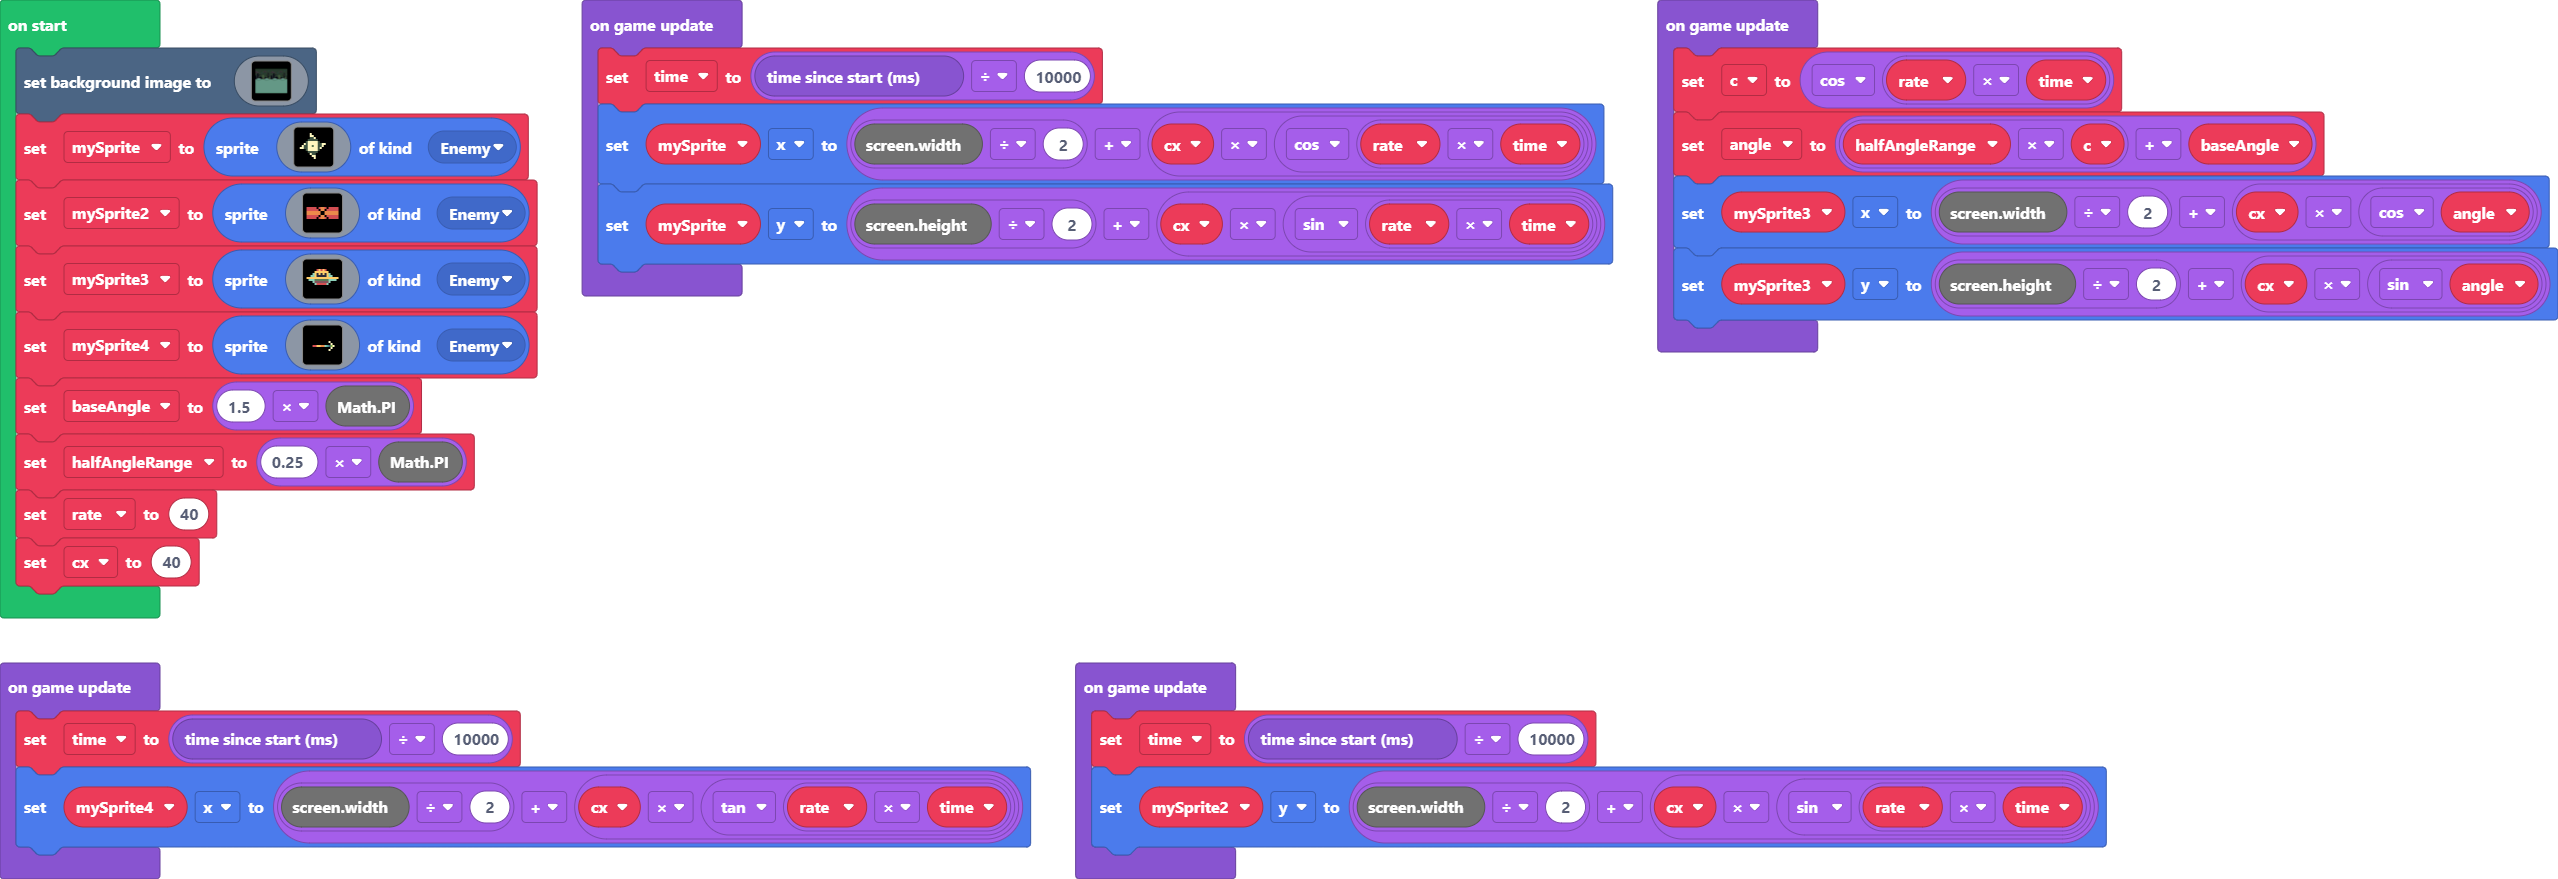 on start
set background image to
set mySprite to sprite of kind Enemy
set mySprite2 to sprite of kind Enemy
set mySprite3 to sprite of kind Enemy
set mySprite4 to sprite of kind Enemy
set baseAngle to 1.5 × Math.PI
set halfAngleRange to 0.25 × Math.PI
set rate to 40
set cx to 40
on game update
set time to time since start (ms) ÷ 10000
set mySprite x to screen.width ÷ 2 + cx × cos rate × time
set mySprite y to screen.height ÷ 2 + cx × sin rate × time
on game update
set c to cos rate × time
set angle to halfAngleRange × c + baseAngle
set mySprite3 x to screen.width ÷ 2 + cx × cos angle
set mySprite3 y to screen.height ÷ 2 + cx × sin angle
on game update
set time to time since start (ms) ÷ 10000
set mySprite4 x to screen.width ÷ 2 + cx × tan rate × time
on game update
set time to time since start (ms) ÷ 10000
set mySprite2 y to screen.width ÷ 2 + cx × sin rate × time